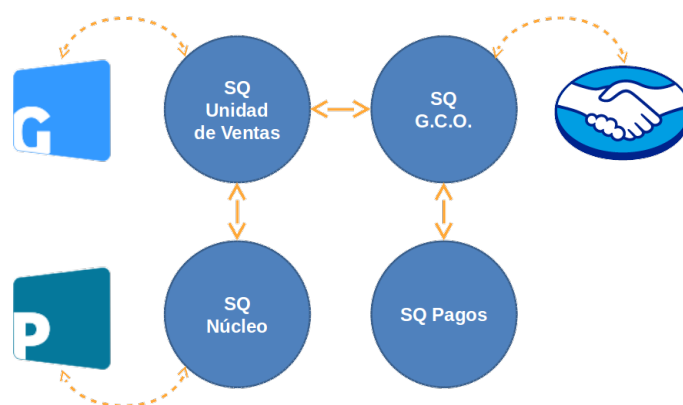 G
SQ
Unidad
de Ventas
SQ
G.C.O.
P
SQ
Núcleo
SQ Pagos